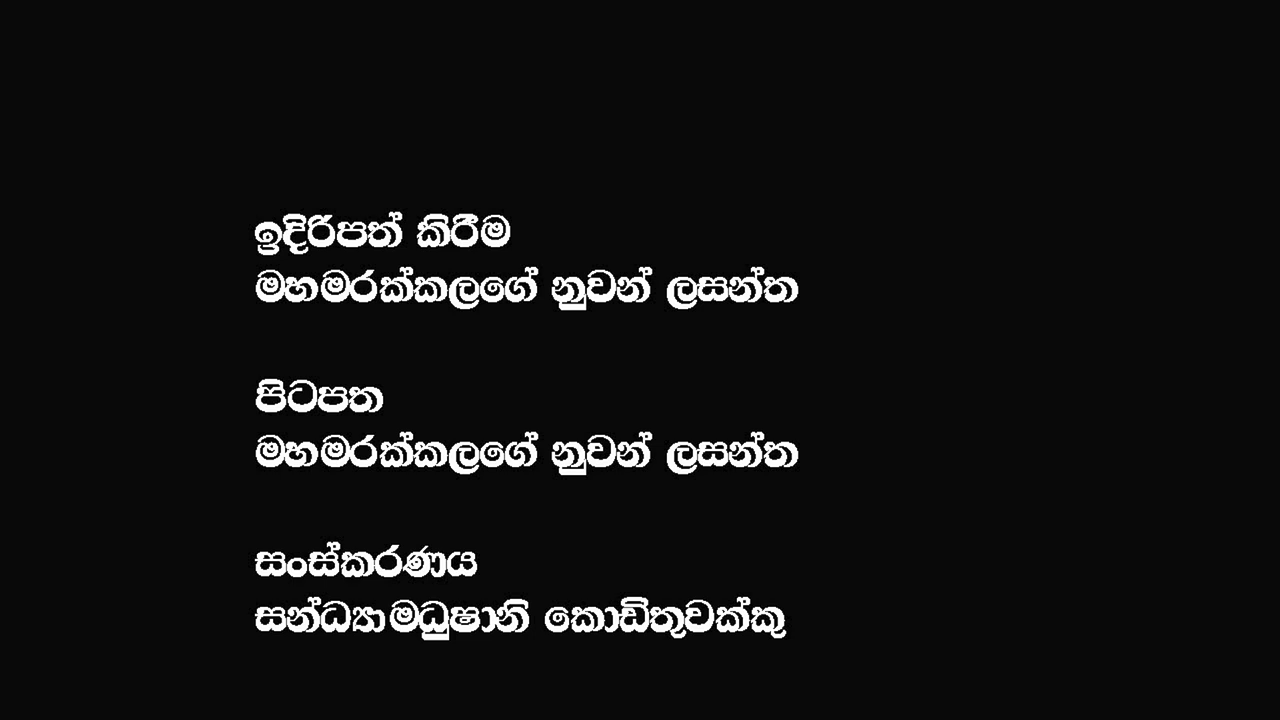 ඉදිරිපත් කිරීම
මහමරක්කලගේ නුවන් ලසන්ත
පිටපත
මහමරක්කලගේ නුවන් ලසන්ත
සංස්කරණය
සන්ධ්‍යාමධුෂානි කොඩිතුවක්කු